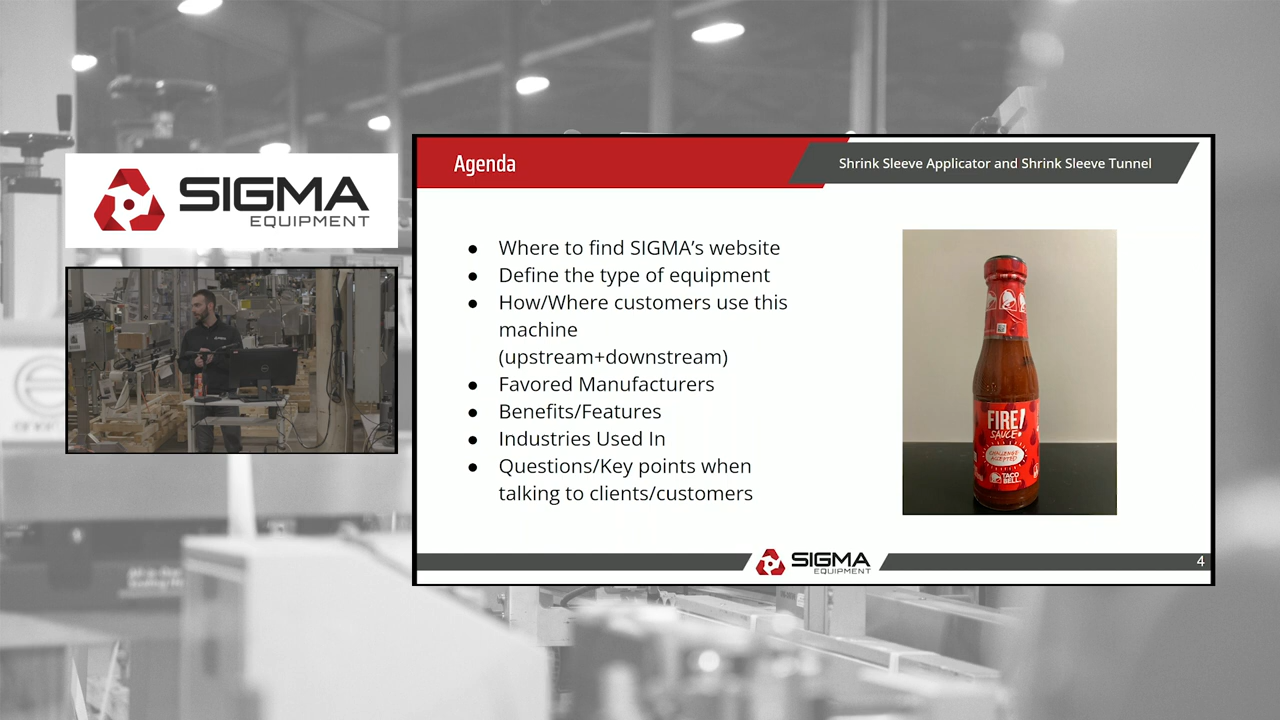 SIGMA
EQUIPMENT
Agenda
Shrink Sleeve Applicator and Shrink Sleeve Tunnel
● Where to find SIGMA’s website
● Define the type of equipment
● How/Where customers use this
machine
(upstream+downstream)
● Favored Manufacturers
● Benefits/Features
● Industries Used In
● Questions/Key points when
talking to clients/customers
FIRE!
SAUCE
CHALLENGE
ACCEPTED
TACO
BELL
SIGMA
EQUIPMENT
4